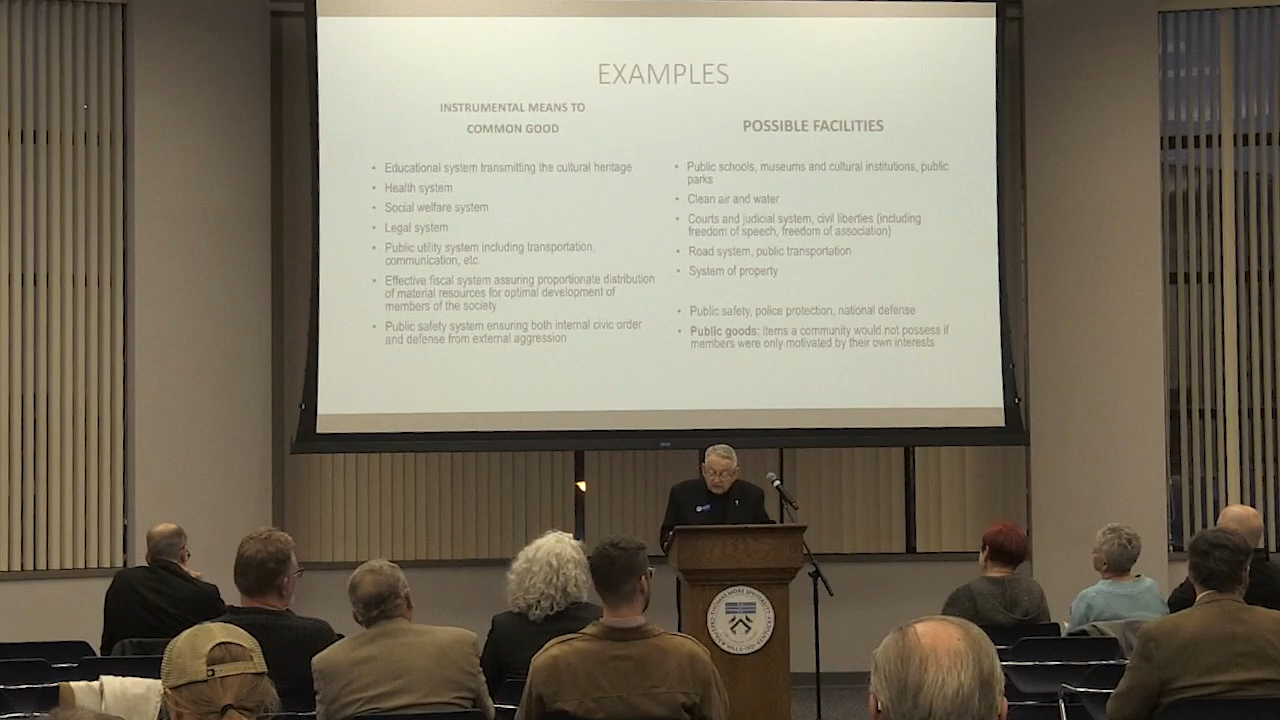 EXAMPLES
INSTRUMENTAL MEANS TO
COMMON GOOD
• Educational system transmitting the cultural heritage
• Health system
• Social welfare system
• Legal system
• Public utility system including transportation,
communication, etc.
• Effective fiscal system assuring proportionate distribution
of material resources for optimal development of
members of the society
• Public safety system ensuring both internal civic order
and defense from external aggression
POSSIBLE FACILITIES
• Public schools, museums and cultural institutions, public
parks
• Clean air and water
• Courts and judicial system, civil liberties (including
freedom of speech, freedom of association)
• Road system, public transportation
• System of property
• Public safety, police protection, national defense
• Public goods: items a community would not possess if
members were only motivated by their own interests
THOMAS MORE UNIVERSITY